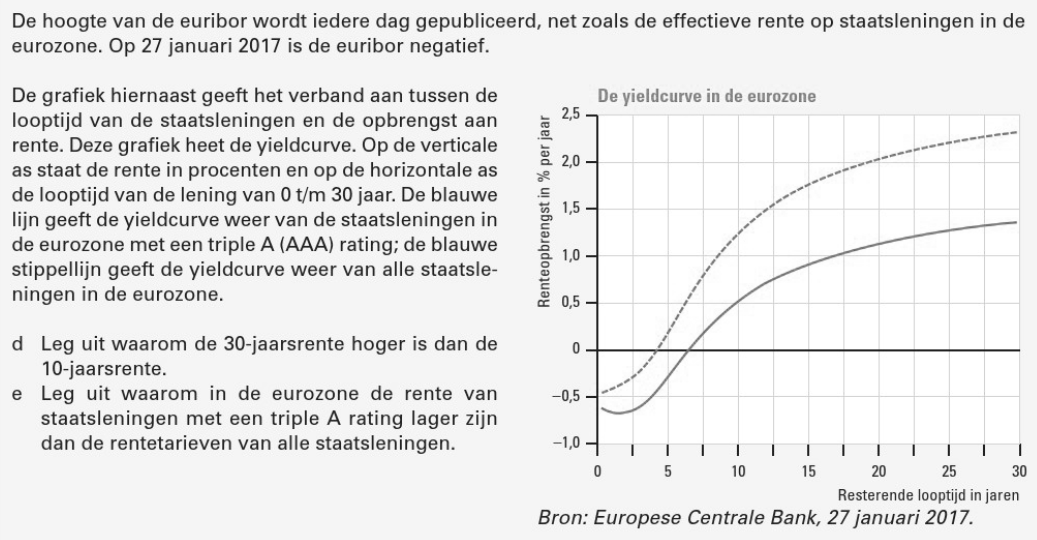 De hoogte van de euribor wordt iedere dag gepubliceerd, net zoals de effectieve rente op staatsleningen in de
eurozone. Op 27 januari 2017 is de euribor negatief.
De grafiek hiernaast geeft het verband aan tussen de
looptijd van de staatsleningen en de opbrengst aan
rente. Deze grafiek heet de yieldcurve. Op de verticale
as staat de rente in procenten en op de horizontale as
de looptijd van de lening van 0 t/m 30 jaar. De blauwe
lijn geeft de yieldcurve weer van de staatsleningen in
de eurozone met een triple A (AAA) rating; de blauwe
stippellijn geeft de yieldcurve weer van alle staatsle-
ningen in de eurozone.
d Leg uit waarom de 30-jaarsrente hoger is dan de
10-jaarsrente.
e Leg uit waarom in de eurozone de rente van
staatsleningen met een triple A rating lager zijn
dan de rentetarieven van alle staatsleningen.
De yieldcurve in de eurozone
Renteopbrengst in % per jaar
2,5
2,0
1,5
1,0
0,5
0
−0,5
−1,0
0 5 10 15 20 25 30
Resterende looptijd in jaren
Bron: Europese Centrale Bank, 27 januari 2017.